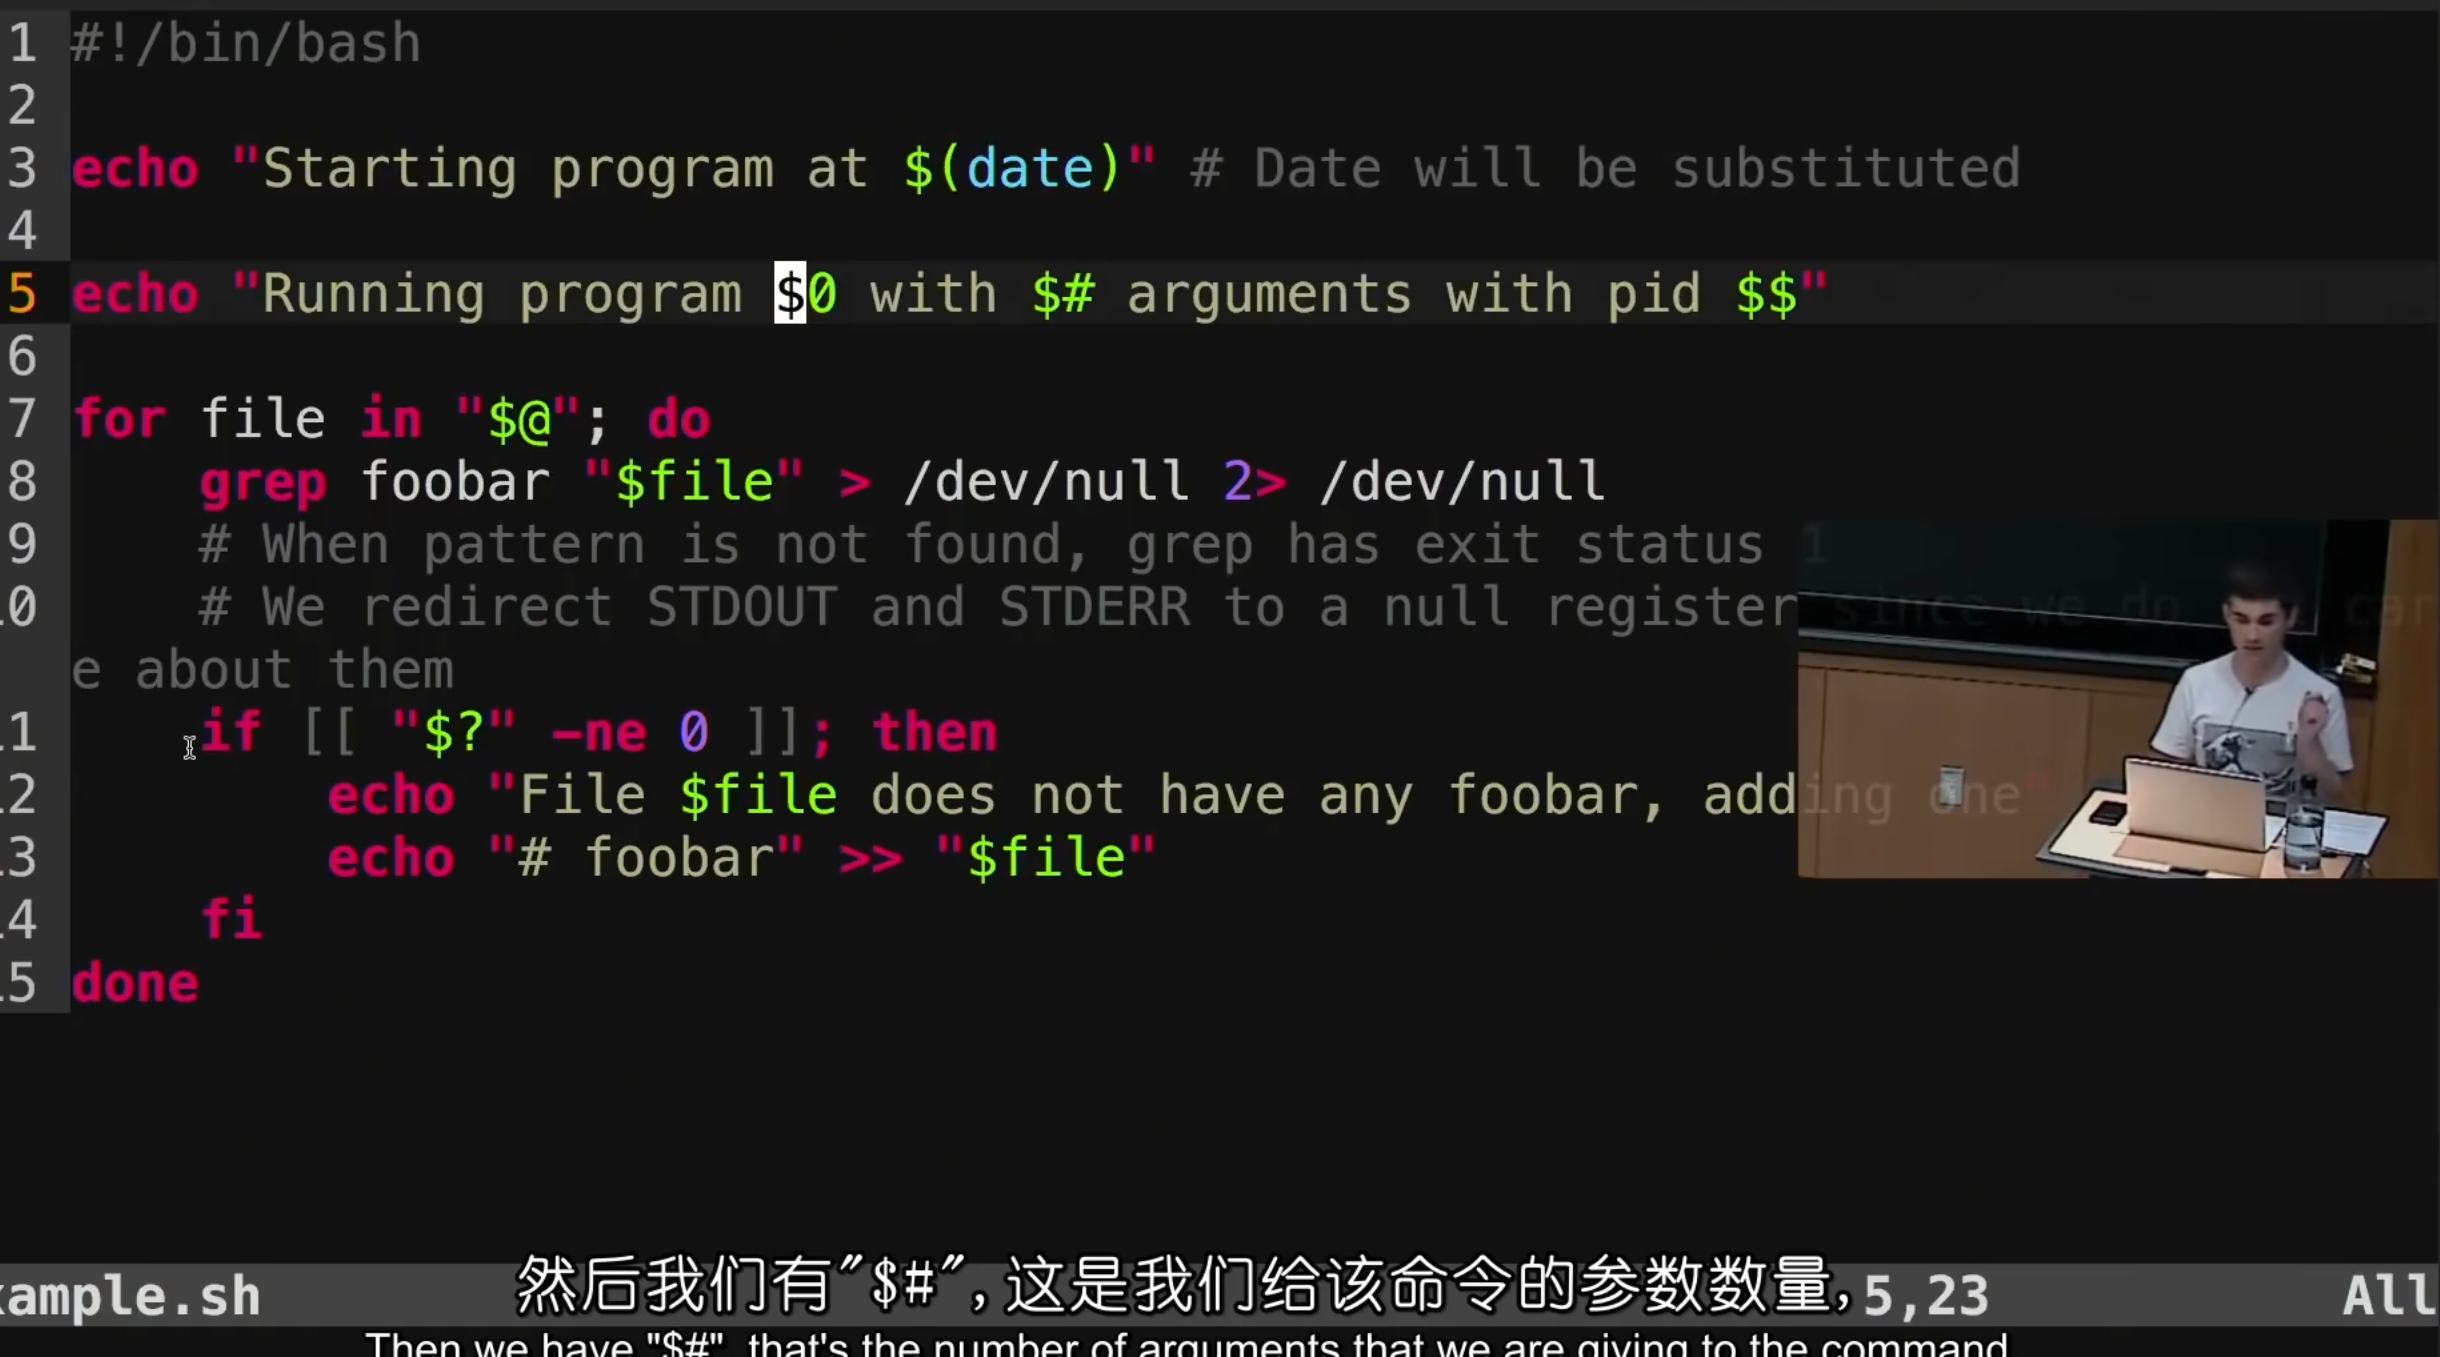 1 #!/bin/bash
2
3 echo "Starting program at $(date)" # Date will be substituted
4
5 echo "Running program $0 with $# arguments with pid $$"
6
7 for file in "$@"; do
8     grep foobar "$file" > /dev/null 2> /dev/null
9     # When pattern is not found, grep has exit status 1
0     # We redirect STDOUT and STDERR to a null register since we do
e about them
1     if [[ "$?" -ne 0 ]]; then
2         echo "File $file does not have any foobar, adding one"
3         echo "# foobar" >> "$file"
4     fi
5 done
ample.sh 5,23 All
然后我们有"$#",这是我们给该命令的参数数量,
Then we have "$#", that's the number of arguments that we are giving to the command